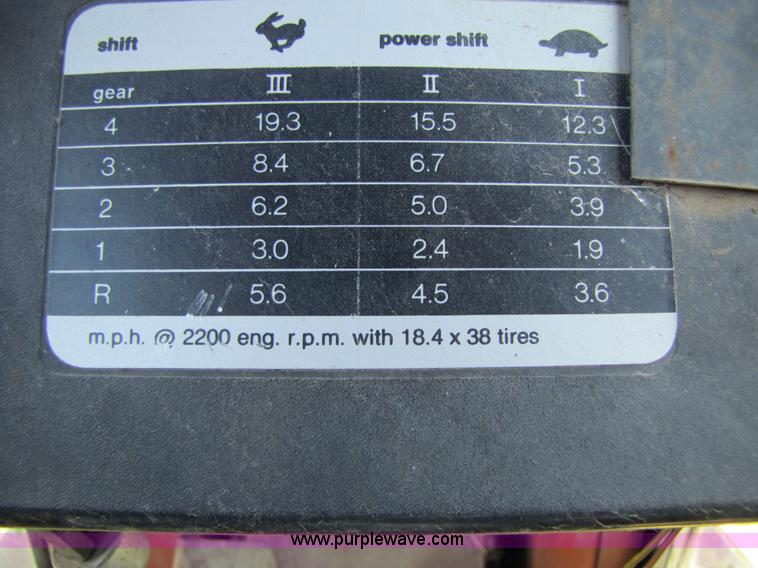 shift power shift
gear III II I
4 19.3 15.5 12.3
3 8.4 6.7 5.3
2 6.2 5.0 3.9
1 3.0 2.4 1.9
R 5.6 4.5 3.6
m.p.h. @ 2200 eng. r.p.m. with 18.4 x 38 tires
www.purplewave.com